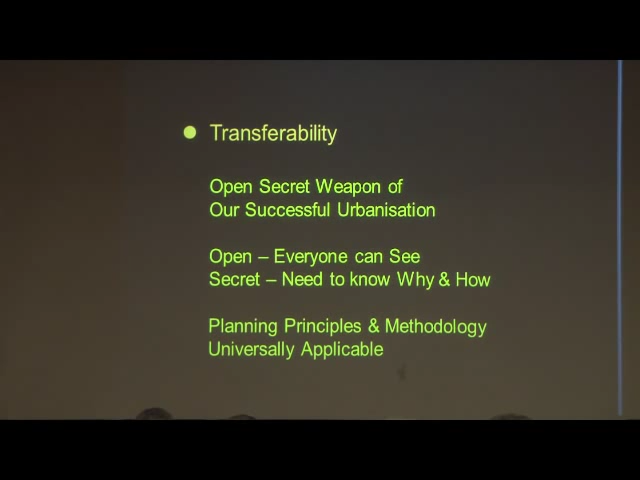 Transferability
Open Secret Weapon of
Our Successful Urbanisation
Open – Everyone can See
Secret – Need to know Why & How
Planning Principles & Methodology
Universally Applicable